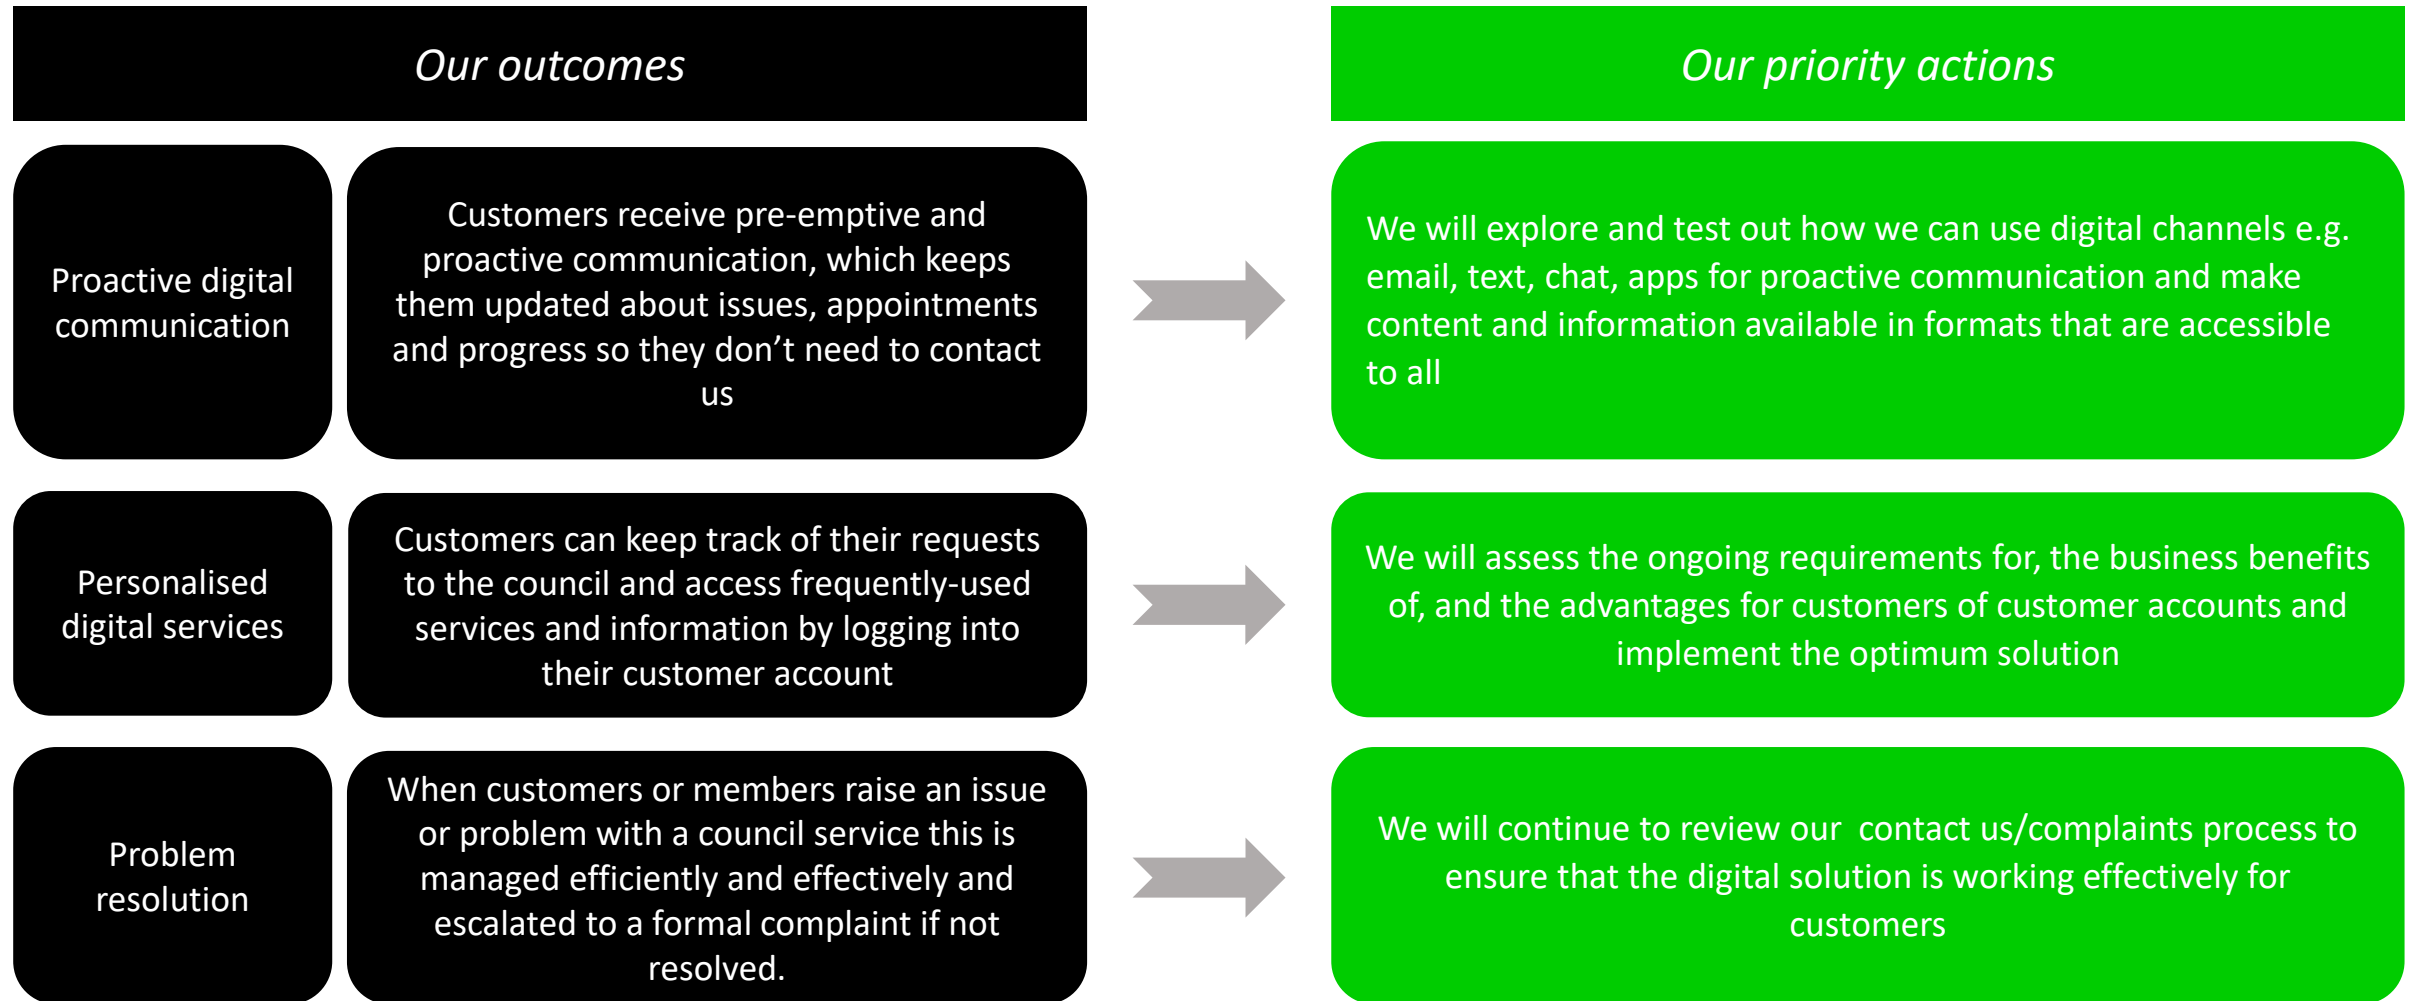 Our outcomes
Our priority actions
Proactive digital
communication
Customers receive pre-emptive and
proactive communication, which keeps
them updated about issues, appointments
and progress so they don’t need to contact
us
We will explore and test out how we can use digital channels e.g.
email, text, chat, apps for proactive communication and make
content and information available in formats that are accessible
to all
Personalised
digital services
Customers can keep track of their requests
to the council and access frequently-used
services and information by logging into
their customer account
We will assess the ongoing requirements for, the business benefits
of, and the advantages for customers of customer accounts and
implement the optimum solution
Problem
resolution
When customers or members raise an issue
or problem with a council service this is
managed efficiently and effectively and
escalated to a formal complaint if not
resolved.
We will continue to review our  contact us/complaints process to
ensure that the digital solution is working effectively for
customers